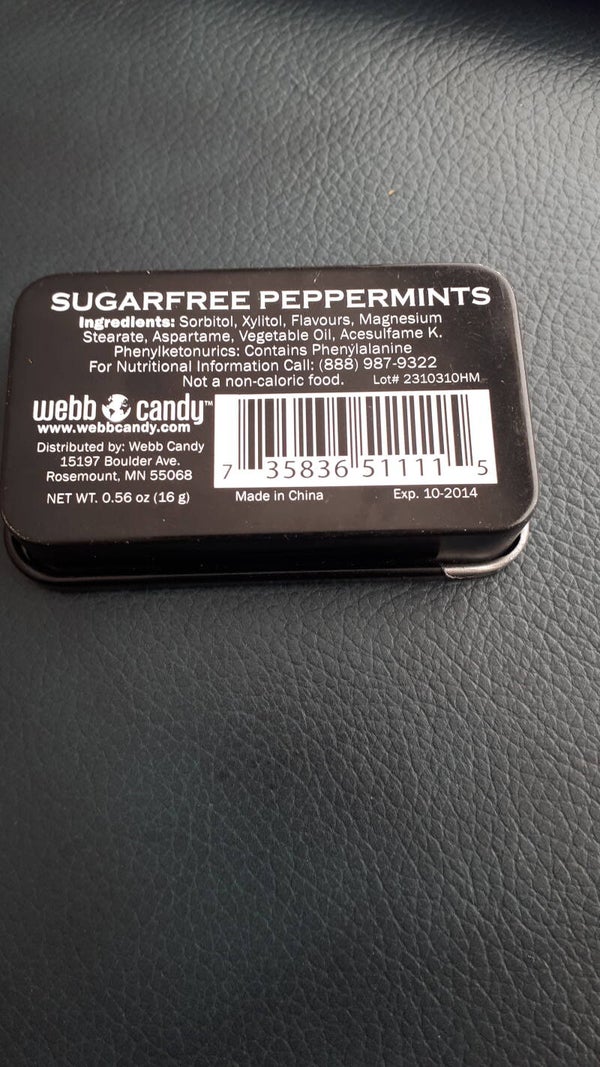 SUGARFREE PEPPERMINTS
Ingredients: Sorbitol, Xylitol, Flavours, Magnesium
Stearate, Aspartame, Vegetable Oil, Acesulfame K.
Phenylketonurics: Contains Phenylalanine
For Nutritional Information Call: (888) 987-9322
Not a non-caloric food. Lot# 2310310HM
webb candy™
www.webbcandy.com
Distributed by: Webb Candy
15197 Boulder Ave.
Rosemount, MN 55068
NET WT. 0.56 oz (16 g)
7 35836 51111 5
Made in China Exp. 10-2014